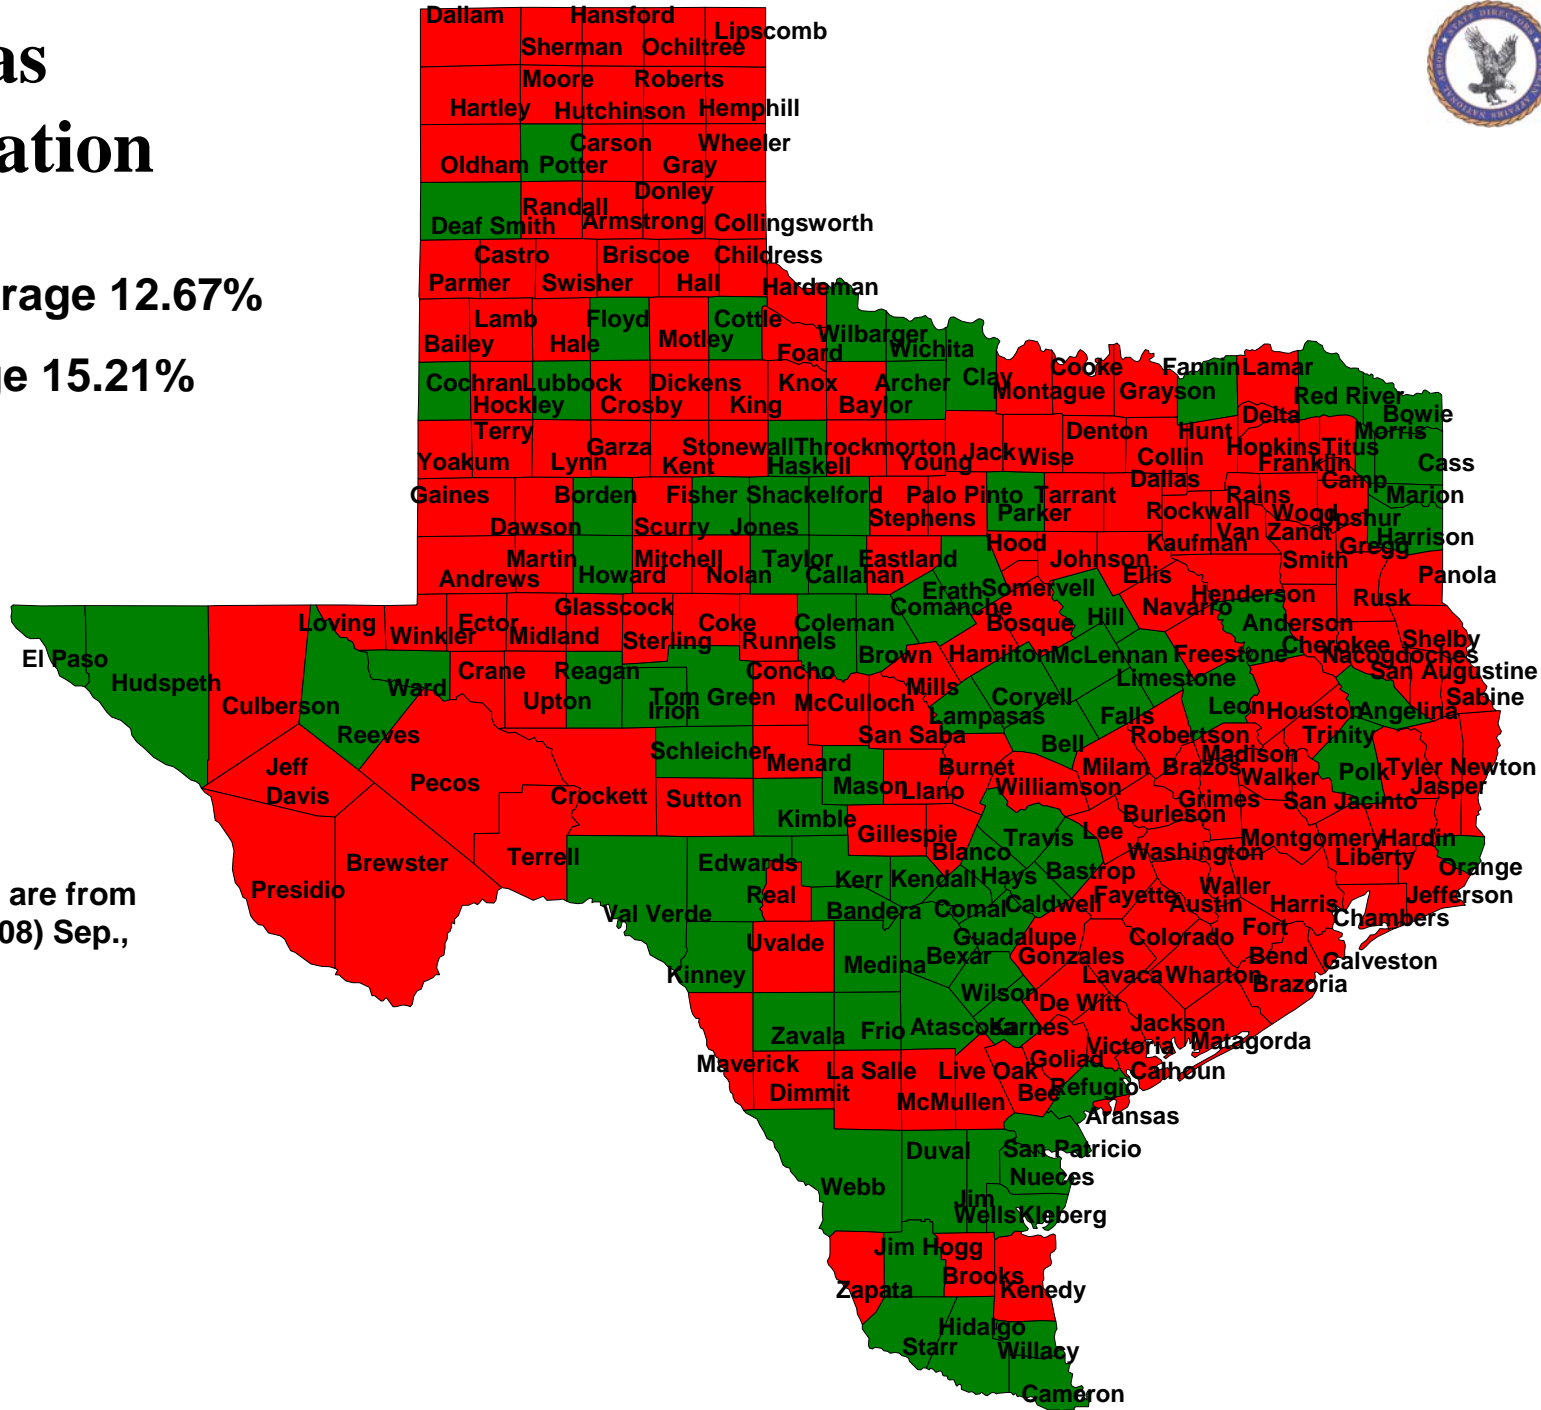 as
ation
rage 12.67%
ge 15.21%
are from
08) Sep.,
Dallam
Hansford
Lipscomb
Sherman
Ochiltree
Moore
Roberts
Hartley
Hutchinson
Hemphill
Carson
Wheeler
Oldham
Potter
Gray
Donley
Randall
Armstrong
Collingsworth
Deaf Smith
Castro
Briscoe
Childress
Parmer
Swisher
Hall
Hardeman
Lamb
Floyd
Cottle
Wilbarger
Bailey
Hale
Motley
Foard
Wichita
Cochran
Lubbock
Dickens
Knox
Archer
Clay
Cooke
Fannin
Lamar
Hockley
Crosby
King
Baylor
Montague
Grayson
Red River
Delta
Bowie
Terry
Garza
Stonewall
Throckmorton
Denton
Hunt
Morris
Yoakum
Lynn
Kent
Haskell
Young
Jack
Wise
Collin
Hopkins
Titus
Franklin
Cass
Dallas
Camp
Gaines
Borden
Fisher
Shackelford
Palo Pinto
Tarrant
Rains
Marion
Dawson
Scurry
Jones
Stephens
Parker
Rockwall
Wood
Upshur
Van Zandt
Harrison
Martin
Mitchell
Taylor
Eastland
Hood
Johnson
Kaufman
Smith
Gregg
Andrews
Howard
Nolan
Callahan
Ellis
Panola
Erath
Somervell
Henderson
Rusk
Loving
Winkler
Ector
Midland
Glasscock
Sterling
Coke
Runnels
Coleman
Comanche
Bosque
Hill
Navarro
Anderson
Cherokee
Shelby
El Paso
Hudspeth
Crane
Reagan
Concho
Brown
Hamilton
McLennan
Freestone
Nacogdoches
Limestone
San Augustine
Culberson
Ward
Upton
Tom Green
Irion
McCulloch
Mills
Coryell
Sabine
Lampasas
Falls
Leon
Houston
Angelina
Reeves
Schleicher
San Saba
Bell
Robertson
Trinity
Jeff
Davis
Pecos
Menard
Burnet
Milam
Madison
Brazos
Walker
Polk
Tyler
Newton
Crockett
Sutton
Mason
Llano
Williamson
Grimes
San Jacinto
Jasper
Kimble
Gillespie
Travis
Lee
Burleson
Montgomery
Hardin
Brewster
Terrell
Edwards
Blanco
Washington
Liberty
Orange
Presidio
Real
Kerr
Kendall
Hays
Bastrop
Waller
Val Verde
Bandera
Comal
Caldwell
Fayette
Austin
Harris
Jefferson
Chambers
Uvalde
Guadalupe
Colorado
Fort
Bend
Kinney
Medina
Bexar
Gonzales
Lavaca
Wharton
Galveston
Brazoria
Wilson
De Witt
Zavala
Frio
Atascosa
Karnes
Jackson
Matagorda
Maverick
Dimmit
La Salle
Live Oak
Goliad
Victoria
Calhoun
McMullen
Bee
Refugio
Aransas
Duval
San Patricio
Webb
Nueces
Jim
Wells
Kleberg
Jim Hogg
Zapata
Brooks
Kenedy
Starr
Hidalgo
Willacy
Cameron